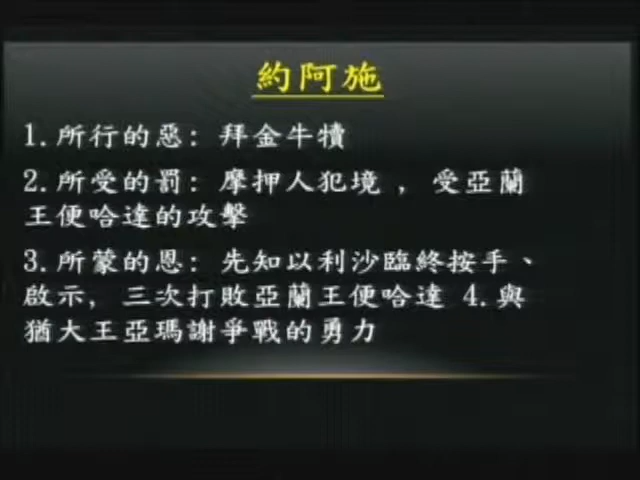 約阿施
1.所行的惡: 拜金牛犢
2.所受的罰: 摩押人犯境 , 受亞蘭
王便哈達的攻擊
3.所蒙的恩: 先知以利沙臨終按手、
啟示, 三次打敗亞蘭王便哈達 4.與
猶大王亞瑪謝爭戰的勇力